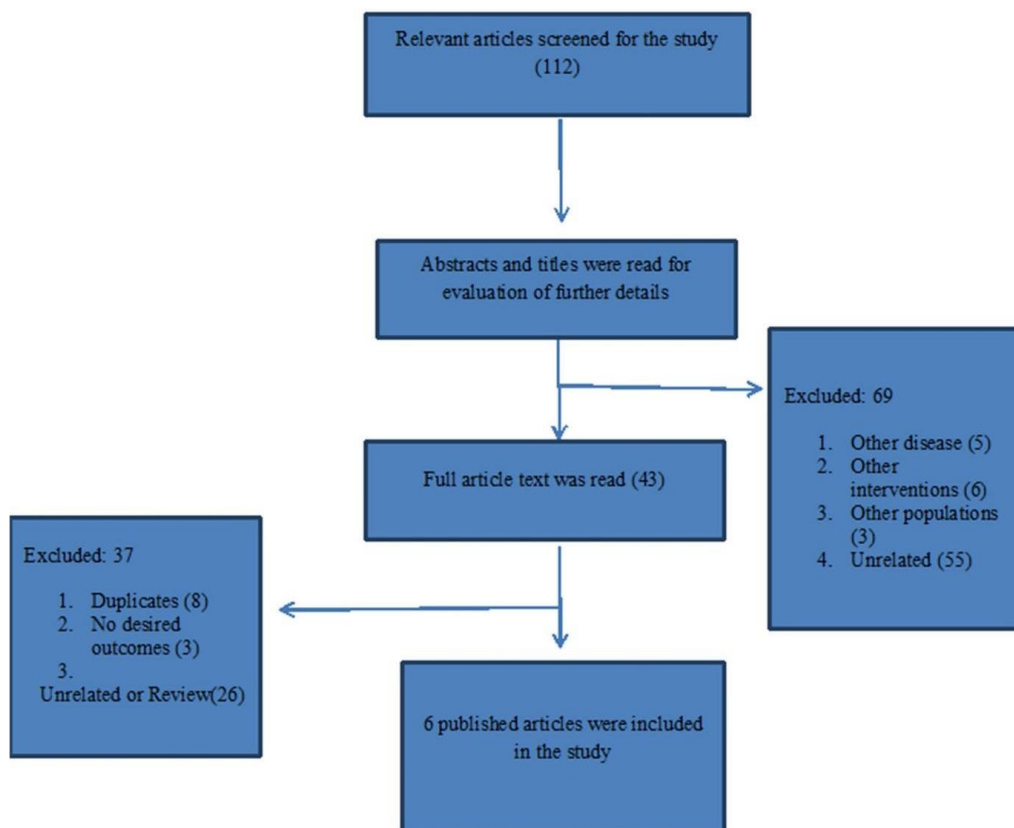 Relevant articles screened for the study
(112)
Abstracts and titles were read for
evaluation of further details
Excluded: 69
1. Other disease (5)
2. Other
interventions (6)
3. Other populations
(3)
4. Unrelated (55)
Full article text was read (43)
Excluded: 37
1. Duplicates (8)
2. No desired
outcomes (3)
3.
Unrelated or Review(26)
6 published articles were included
in the study